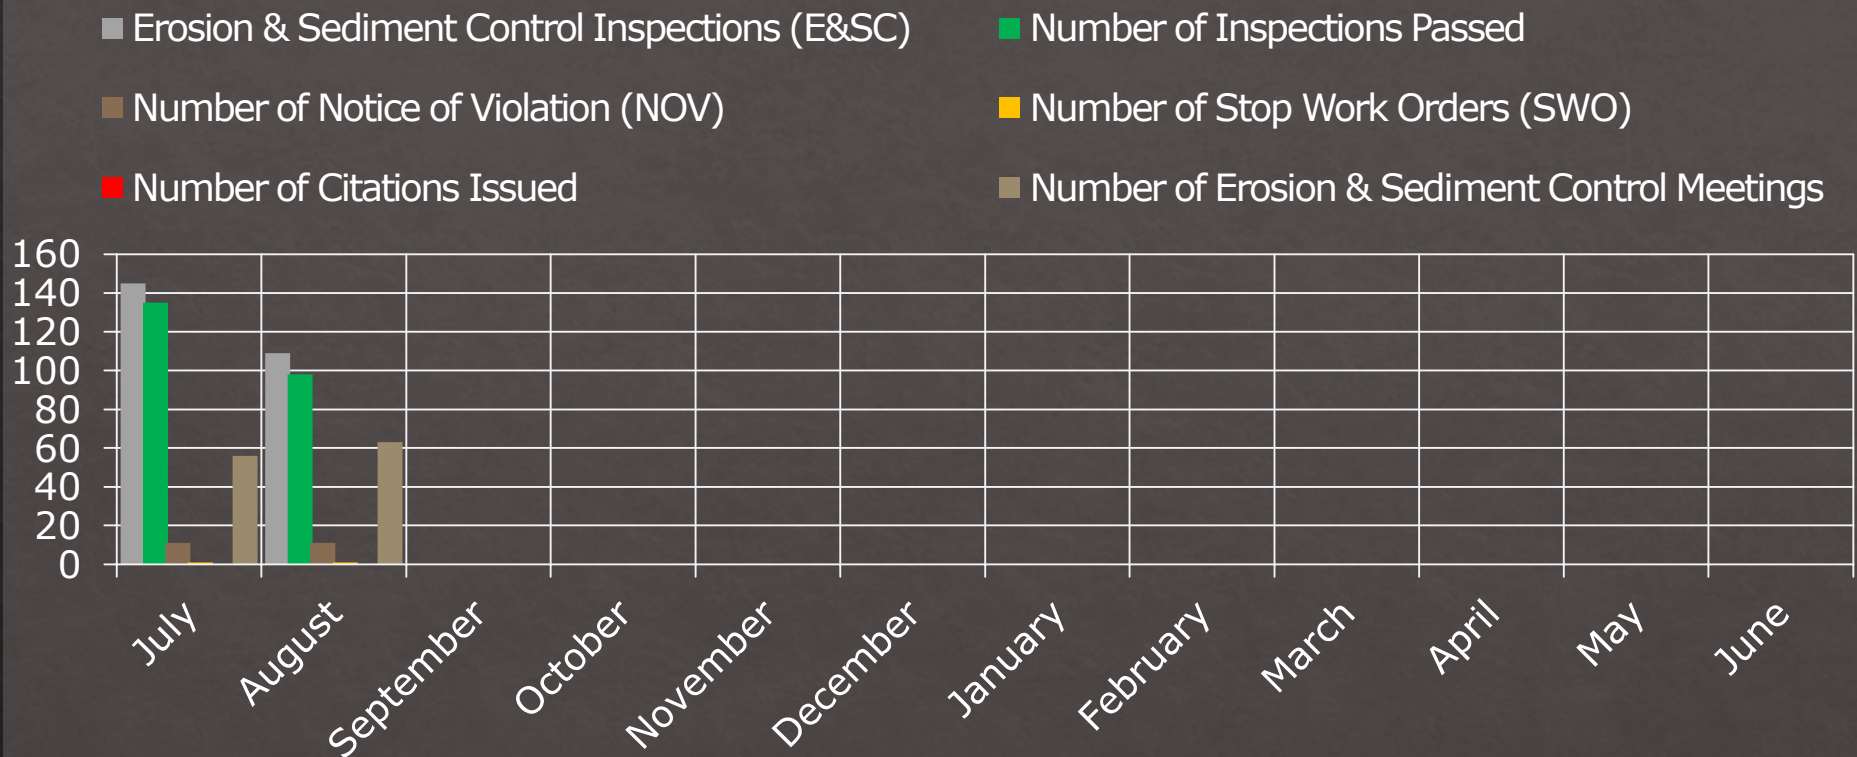 Erosion & Sediment Control Inspections (E&SC)
Number of Inspections Passed
Number of Notice of Violation (NOV)
Number of Stop Work Orders (SWO)
Number of Citations Issued
Number of Erosion & Sediment Control Meetings
160
140
120
100
80
60
40
20
0
July
August
September
October
November
December
January
February
March
April
May
June